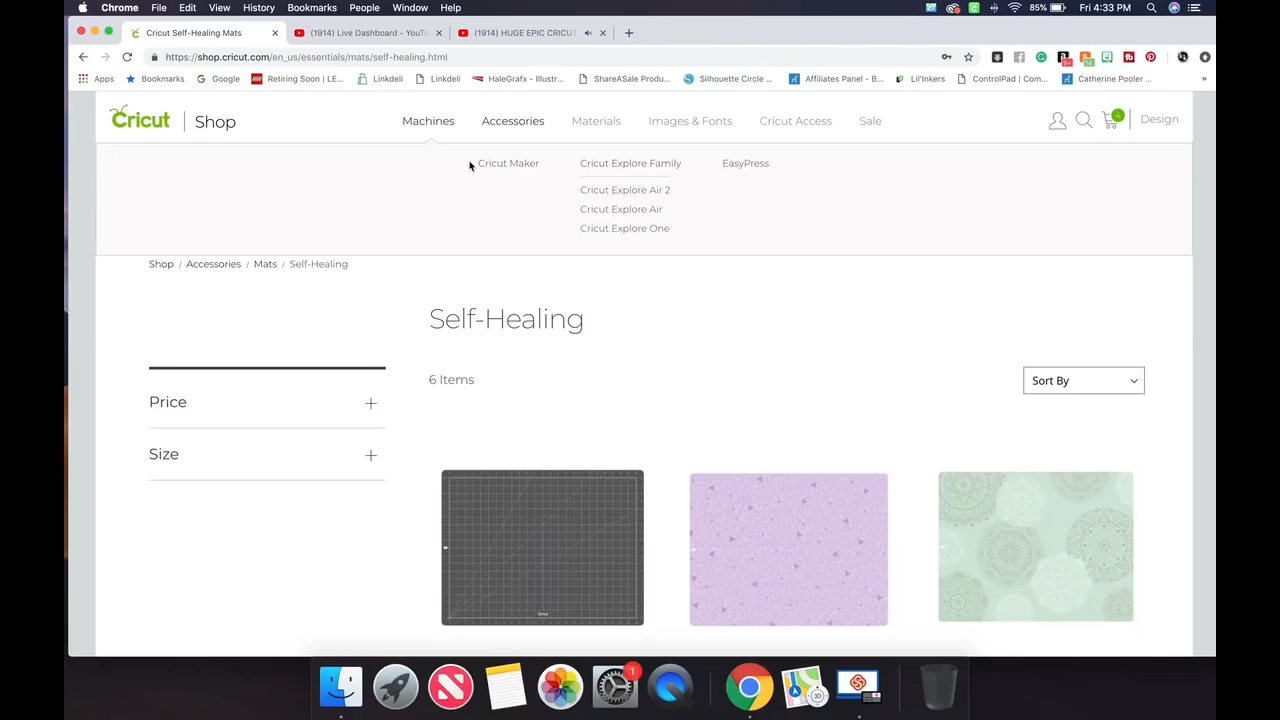 Chrome File Edit View History Bookmarks People Window Help 85% Fri 4:33 PM
Cricut Self-Healing Mats (1914) Live Dashboard - YouTu (1914) HUGE EPIC CRICUT
https://shop.cricut.com/en_us/essentials/mats/self-healing.html
Apps Bookmarks Google Retiring Soon | LE... Linkdeli Linkdeli HaleGrafx - Illustr... ShareASale Produ... Silhouette Circle ... Affiliates Panel - B... Lil'Inkers ControlPad | Com... Catherine Pooler ... »
Cricut Shop Machines Accessories Materials Images & Fonts Cricut Access Sale Design
Cricut Maker Cricut Explore Family EasyPress
Cricut Explore Air 2
Cricut Explore Air
Cricut Explore One
Shop / Accessories / Mats / Self-Healing
Self-Healing
6 Items Sort By
Price +
Size +
1